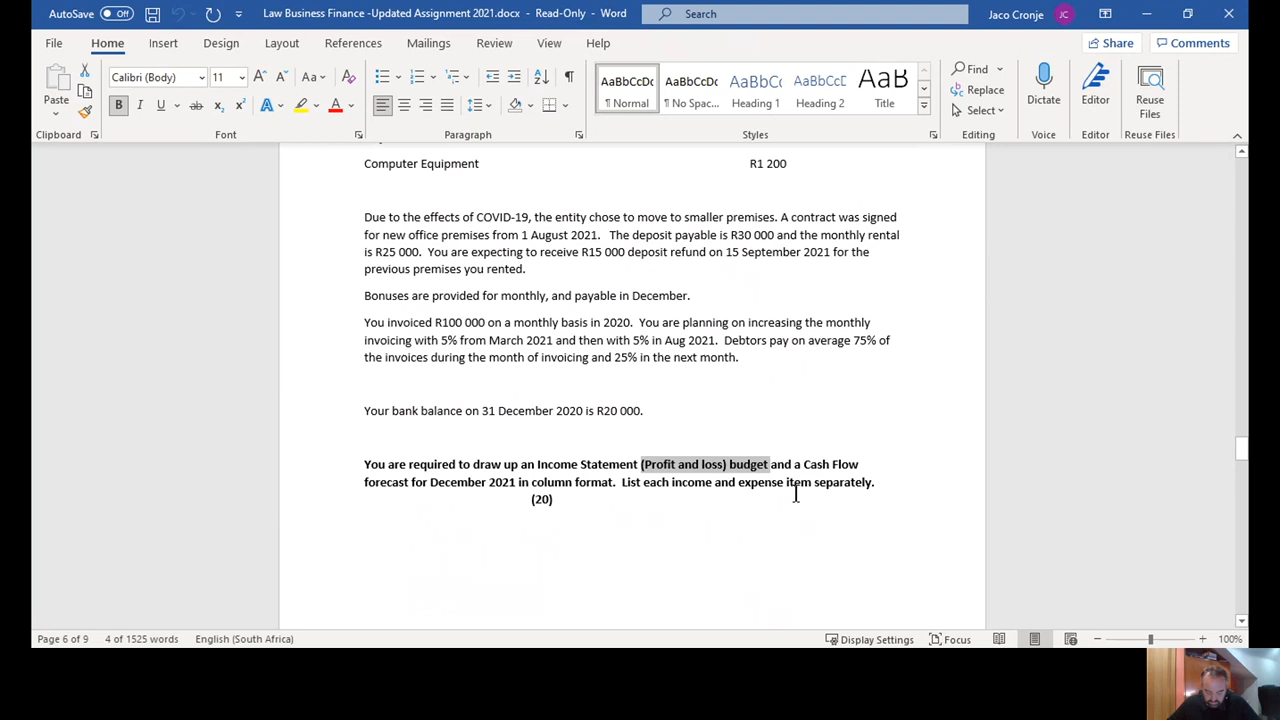 AutoSave Off Law Business Finance -Updated Assignment 2021.docx - Read-Only - Word Search Jaco Cronje JC
File Home Insert Design Layout References Mailings Review View Help Share Comments
Paste Calibri (Body) 11 Aa
B I U ab x₂ x² A A
AaBbCcDc AaBbCcDc AaBbCcD AaBbCcD AaB
¶ Normal ¶ No Spac... Heading 1 Heading 2 Title
Find
Replace
Select
Dictate
Editor
Reuse
Files
Clipboard Font Paragraph Styles Editing Voice Editor Reuse Files
Computer Equipment R1 200
Due to the effects of COVID-19, the entity chose to move to smaller premises. A contract was signed
for new office premises from 1 August 2021. The deposit payable is R30 000 and the monthly rental
is R25 000. You are expecting to receive R15 000 deposit refund on 15 September 2021 for the
previous premises you rented.
Bonuses are provided for monthly, and payable in December.
You invoiced R100 000 on a monthly basis in 2020. You are planning on increasing the monthly
invoicing with 5% from March 2021 and then with 5% in Aug 2021. Debtors pay on average 75% of
the invoices during the month of invoicing and 25% in the next month.
Your bank balance on 31 December 2020 is R20 000.
You are required to draw up an Income Statement (Profit and loss) budget and a Cash Flow
forecast for December 2021 in column format. List each income and expense item separately.
(20)
Page 6 of 9 4 of 1525 words English (South Africa) Display Settings Focus 100%